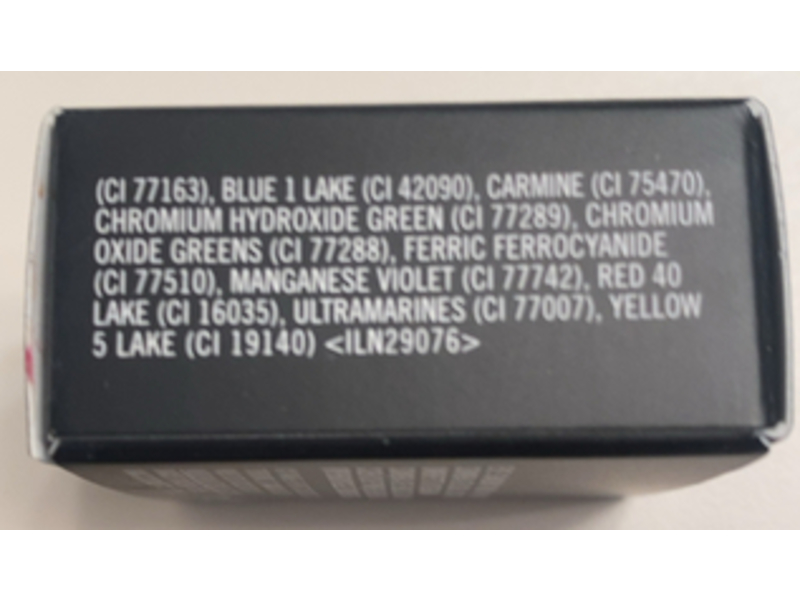 (CI 77163), BLUE 1 LAKE (CI 42090), CARMINE (CI 75470),
CHROMIUM HYDROXIDE GREEN (CI 77289), CHROMIUM
OXIDE GREENS (CI 77288), FERRIC FERROCYANIDE
(CI 77510), MANGANESE VIOLET (CI 77742), RED 40
LAKE (CI 16035), ULTRAMARINES (CI 77007), YELLOW
5 LAKE (CI 19140) <ILN29076>